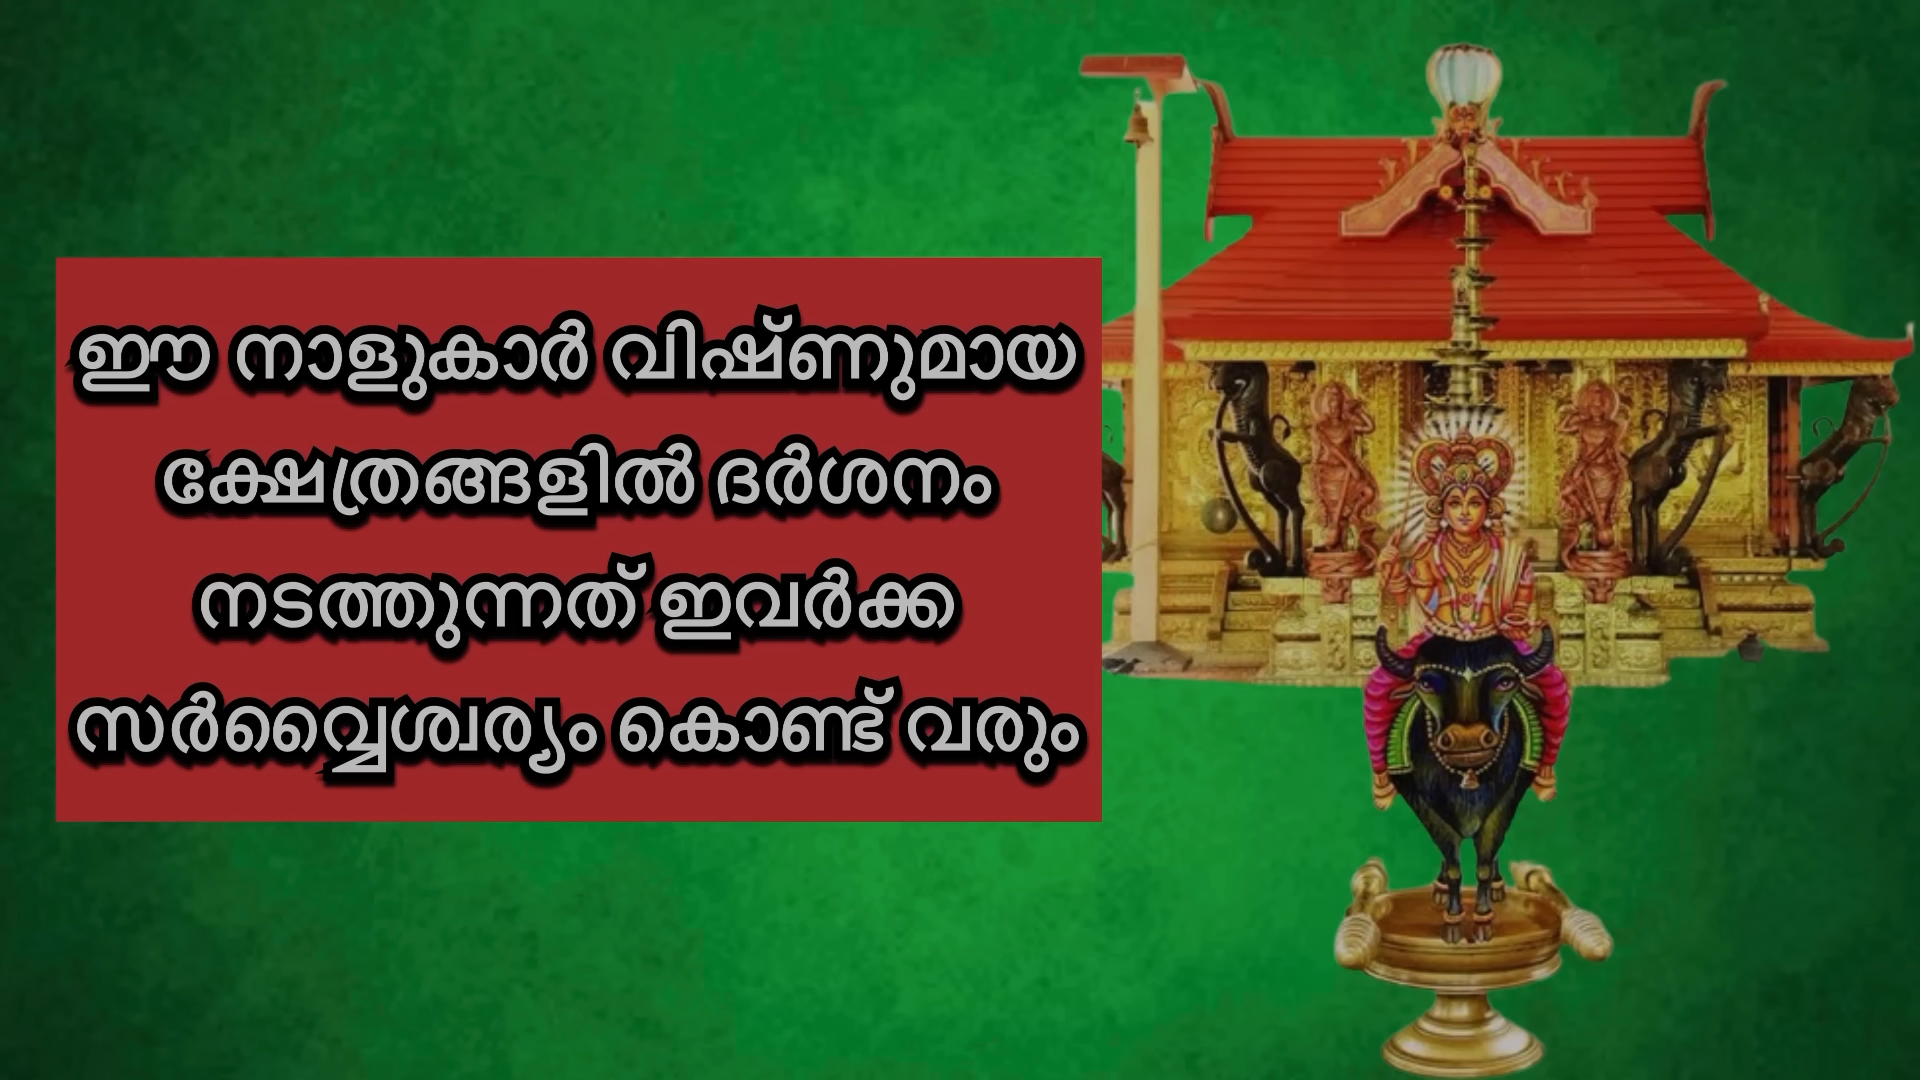 ഈ നാളുകാർ വിഷ്ണുമായ
ക്ഷേത്രങ്ങളിൽ ദർശനം
നടത്തുന്നത് ഇവർക്ക
സർവ്വൈശ്വര്യം കൊണ്ട് വരും